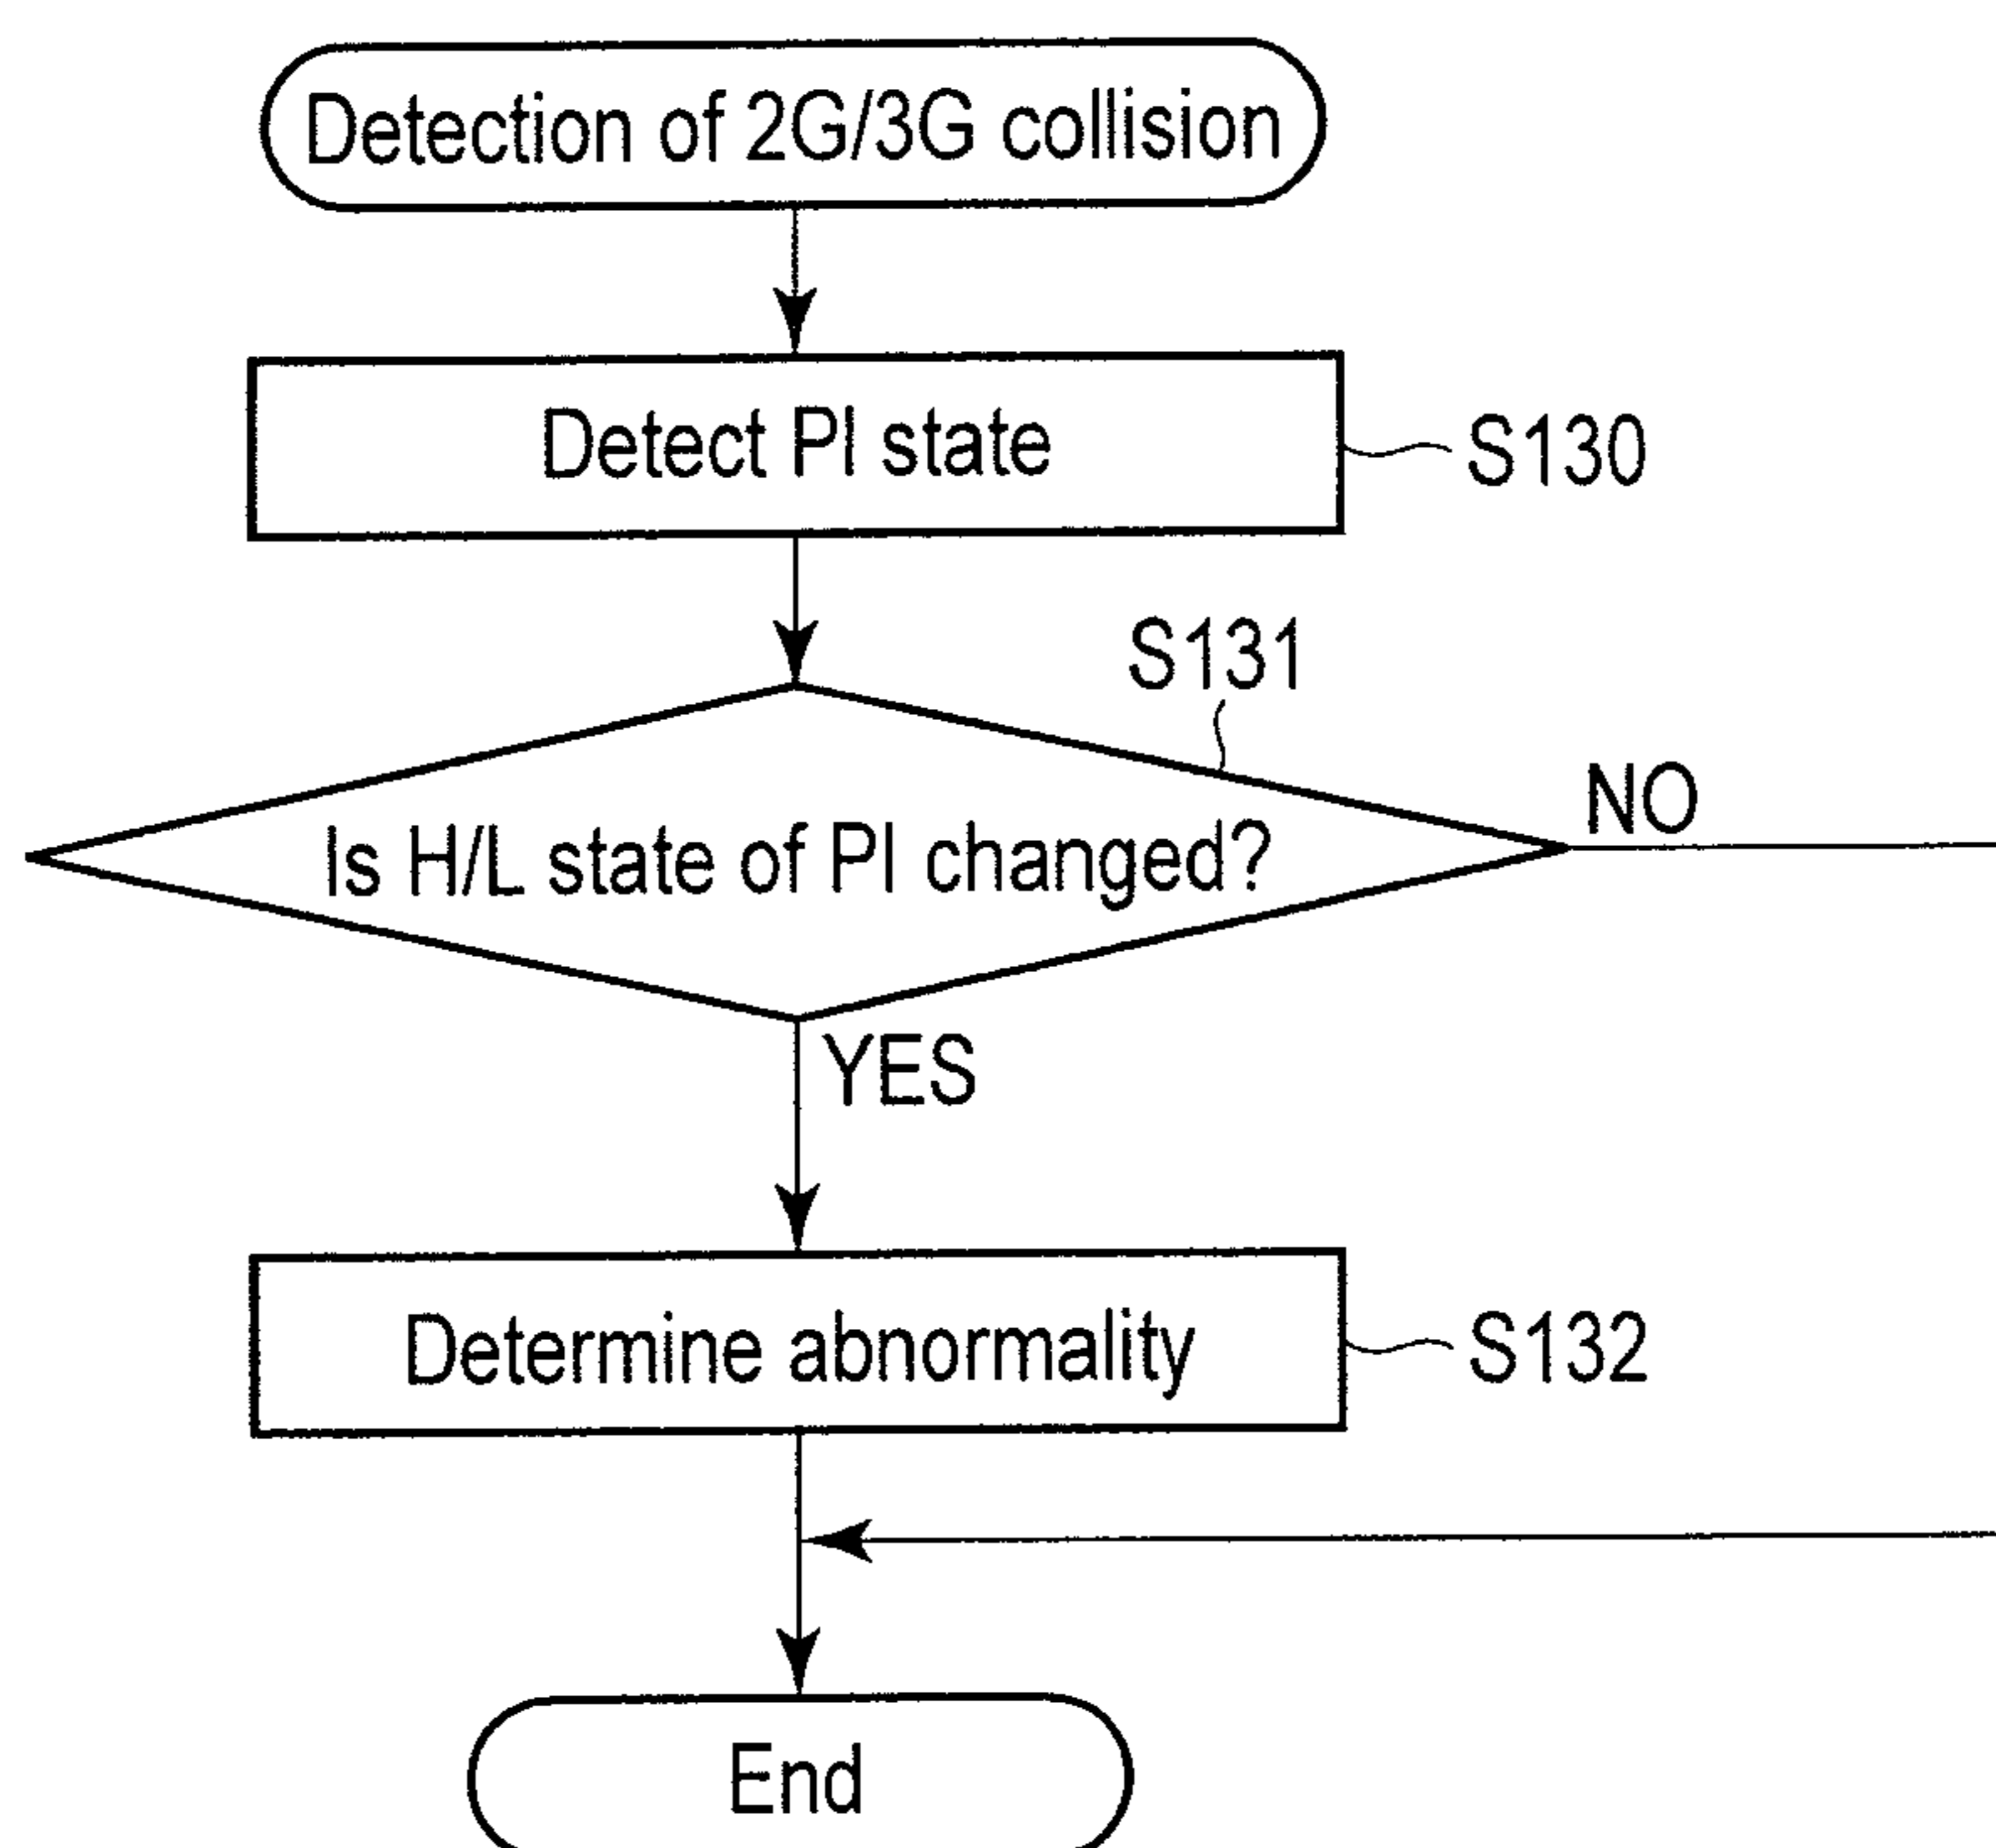 Detection of 2G/3G collision
Detect PI state
S130
S131
Is H/L state of PI changed?
NO
YES
Determine abnormality
S132
End